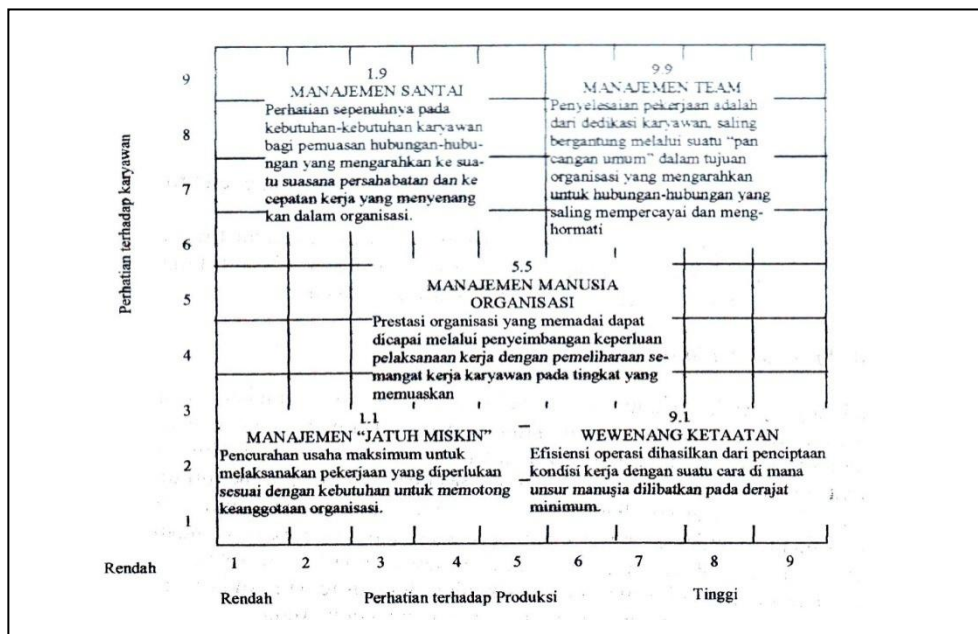 1.9
MANAJEMEN SANTAI
Perhatian sepenuhnya pada
kebutuhan-kebutuhan karyawan
bagi pemuasan hubungan-hubu-
ngan yang mengarahkan ke sua-
tu suasana persahabatan dan ke
cepatan kerja yang menyenang
kan dalam organisasi.
9.9
MANAJEMEN TEAM
Penyelesaian pekerjaan adalah
dari dedikasi karyawan, saling
bergantung melalui suatu “pan
cangan umum” dalam tujuan
organisasi yang mengarahkan
untuk hubungan-hubungan yang
saling mempercayai dan meng-
hormati
5.5
MANAJEMEN MANUSIA
ORGANISASI
Prestasi organisasi yang memadai dapat
dicapai melalui penyeimbangan keperluan
pelaksanaan kerja dengan pemeliharaan se-
mangat kerja karyawan pada tingkat yang
memuaskan
1.1
MANAJEMEN “JATUH MISKIN”
Pencurahan usaha maksimum untuk
melaksanakan pekerjaan yang diperlukan
sesuai dengan kebutuhan untuk memotong
keanggotaan organisasi.
9.1
WEWENANG KETAATAN
Efisiensi operasi dihasilkan dari penciptaan
kondisi kerja dengan suatu cara di mana
unsur manusia dilibatkan pada derajat
minimum.
Perhatian terhadap karyawan
9
8
7
6
5
4
3
2
1
Rendah 1 2 3 4 5 6 7 8 9
Rendah Perhatian terhadap Produksi Tinggi